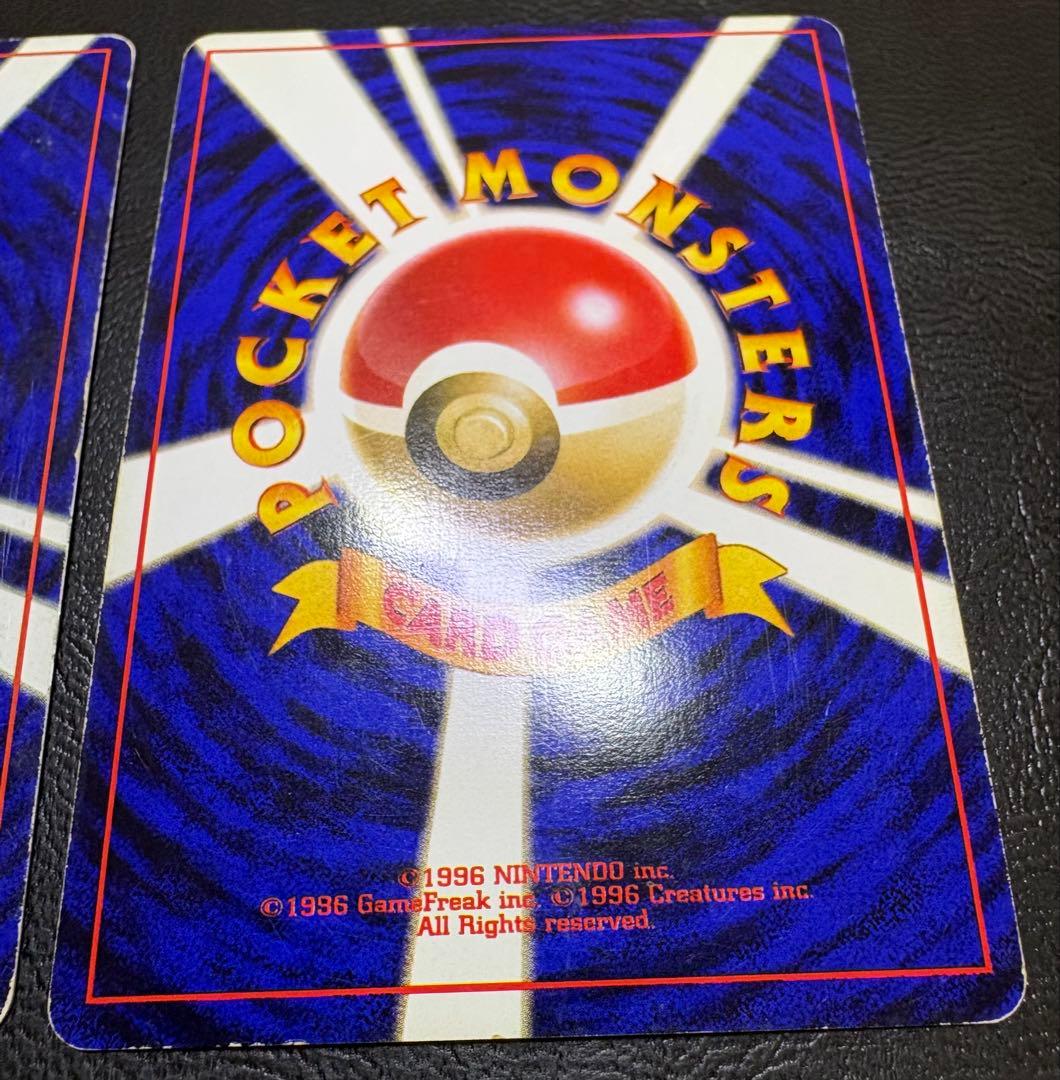 POCKET MONSTERS
CARD GAME
©1996 NINTENDO inc.
©1996 GameFreak inc. ©1996 Creatures inc.
All Rights reserved.